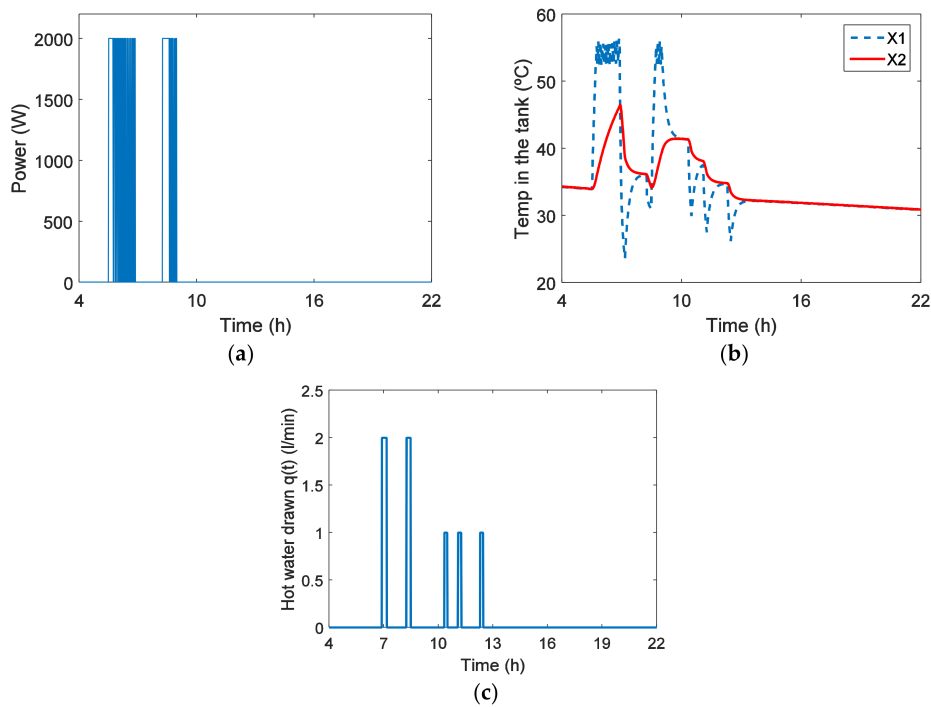 2000
1500
1000
500
0
Power (W)
4
10
16
22
Time (h)
(a)
60
50
40
30
20
Temp in the tank (ºC)
X1
X2
4
10
16
22
Time (h)
(b)
2.5
2
1.5
1
0.5
0
Hot water drawn q(t) (l/min)
4
7
10
13
16
19
22
Time (h)
(c)